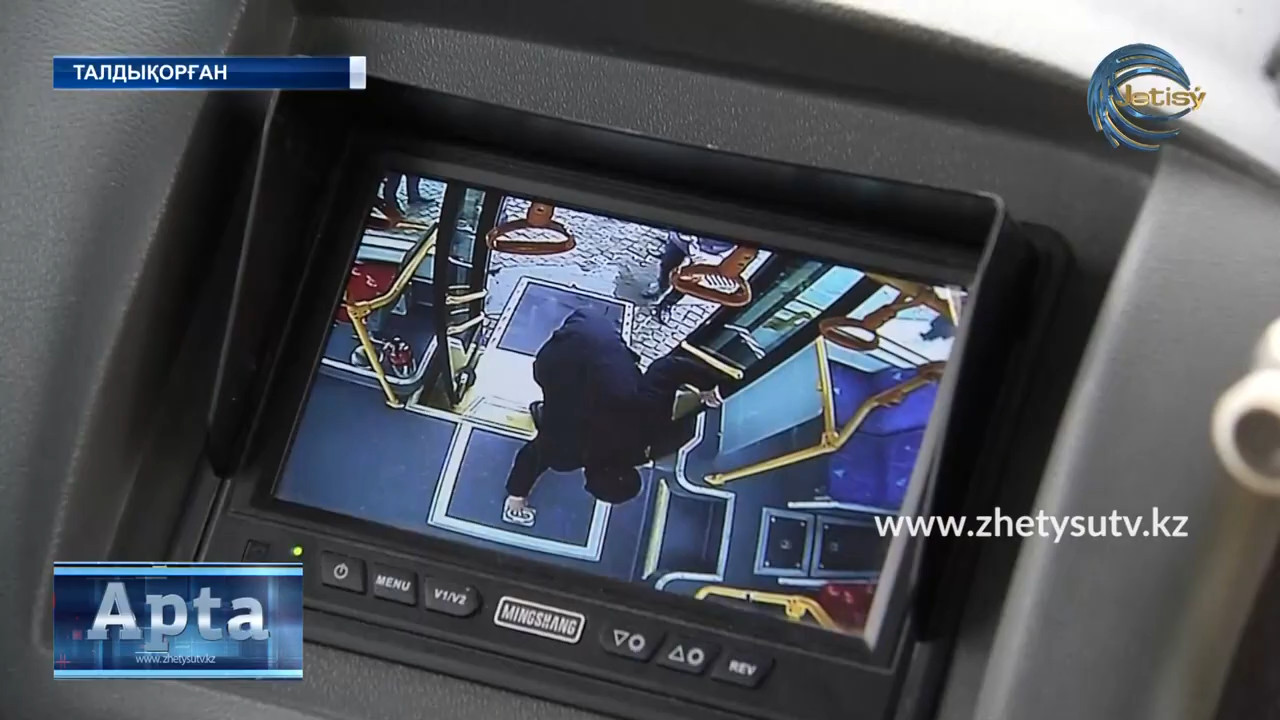 ТАЛДЫҚОРҒАН
Jetisý
www.zhetysutv.kz
Apta
www.zhetysutv.kz
MENU
V1/V2
MINGSHANG
REV